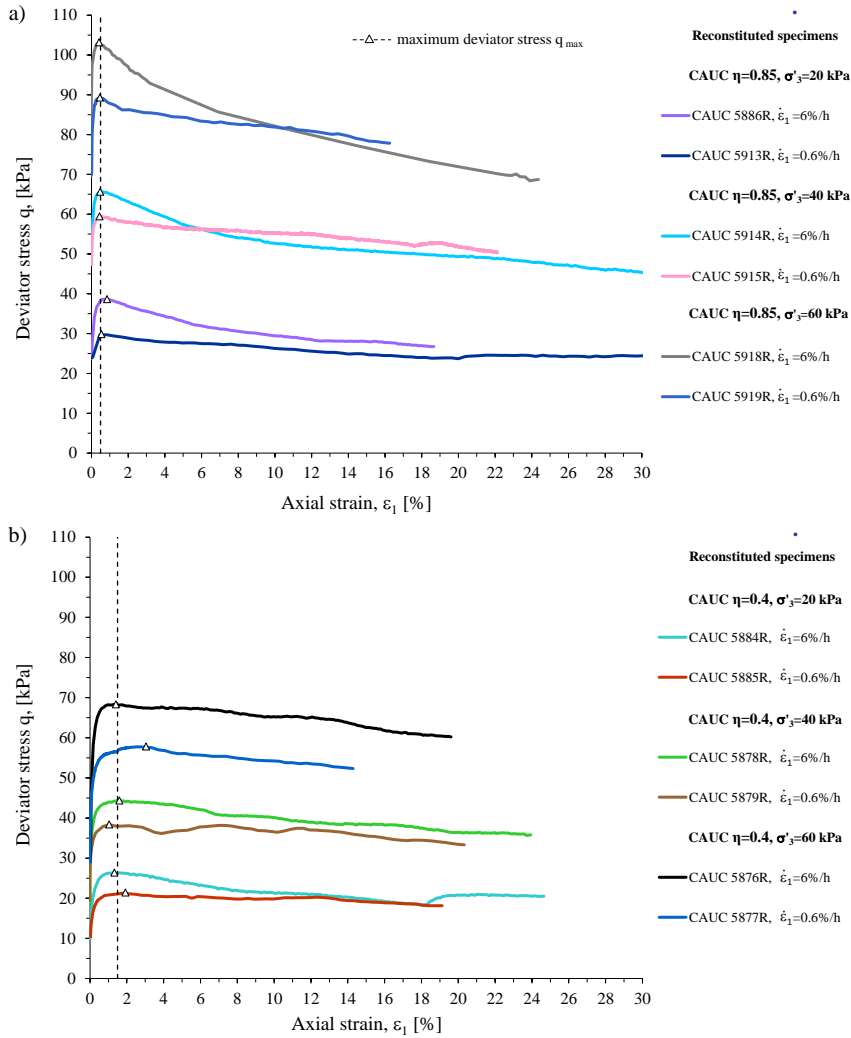 a)
110
100
90
80
70
60
50
40
30
20
10
0
Deviator stress q, [kPa]
maximum deviator stress q max
0 2 4 6 8 10 12 14 16 18 20 22 24 26 28 30
Axial strain, ε1 [%]
Reconstituted specimens
CAUC η=0.85, σ'3=20 kPa
CAUC 5886R, ε̇1=6%/h
CAUC 5913R, ε̇1=0.6%/h
CAUC η=0.85, σ'3=40 kPa
CAUC 5914R, ε̇1=6%/h
CAUC 5915R, ε̇1=0.6%/h
CAUC η=0.85, σ'3=60 kPa
CAUC 5918R, ε̇1=6%/h
CAUC 5919R, ε̇1=0.6%/h
b)
110
100
90
80
70
60
50
40
30
20
10
0
Deviator stress q, [kPa]
0 2 4 6 8 10 12 14 16 18 20 22 24 26 28 30
Axial strain, ε1 [%]
Reconstituted specimens
CAUC η=0.4, σ'3=20 kPa
CAUC 5884R, ε̇1=6%/h
CAUC 5885R, ε̇1=0.6%/h
CAUC η=0.4, σ'3=40 kPa
CAUC 5878R, ε̇1=6%/h
CAUC 5879R, ε̇1=0.6%/h
CAUC η=0.4, σ'3=60 kPa
CAUC 5876R, ε̇1=6%/h
CAUC 5877R, ε̇1=0.6%/h